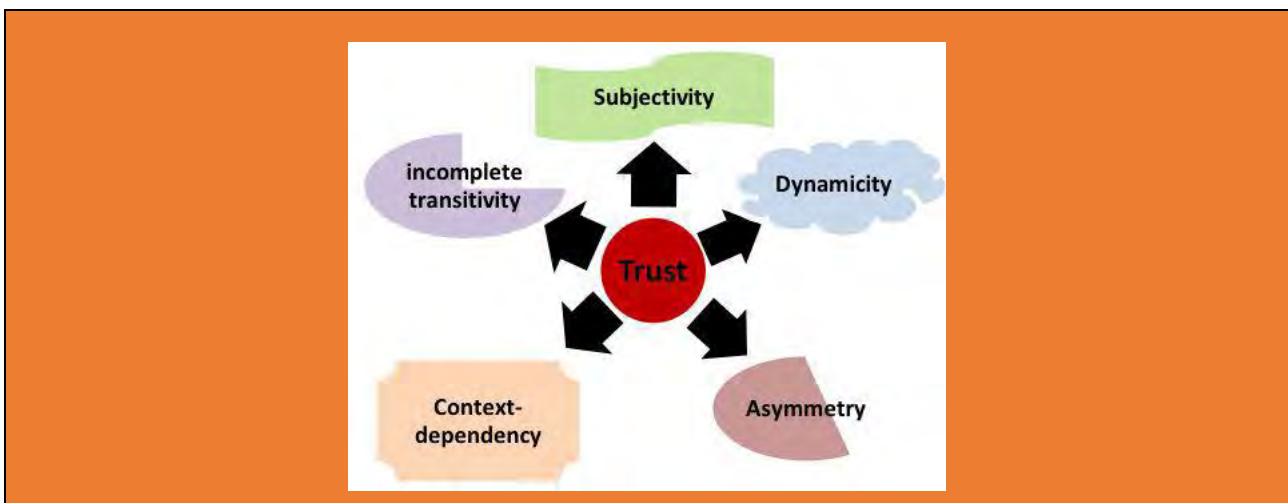 Subjectivity
incomplete
transitivity
Dynamicity
Trust
Context-
dependency
Asymmetry